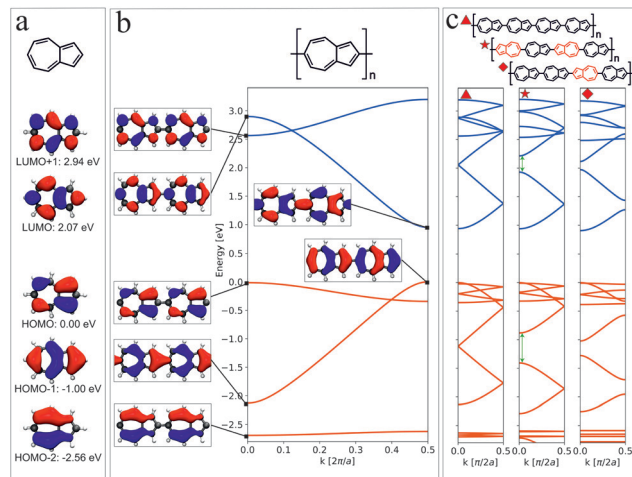 a
b
c
n
n
n
n
LUMO+1: 2.94 eV
LUMO: 2.07 eV
HOMO: 0.00 eV
HOMO-1: -1.00 eV
HOMO-2: -2.56 eV
Energy [eV]
3.0
2.5
2.0
1.5
1.0
0.5
0.0
−0.5
−1.0
−1.5
−2.0
−2.5
0.0 0.1 0.2 0.3 0.4 0.5
k [2π/a]
0.0 0.5
k [π/2a]
0.0 0.5
k [π/2a]
0.0 0.5
k [π/2a]